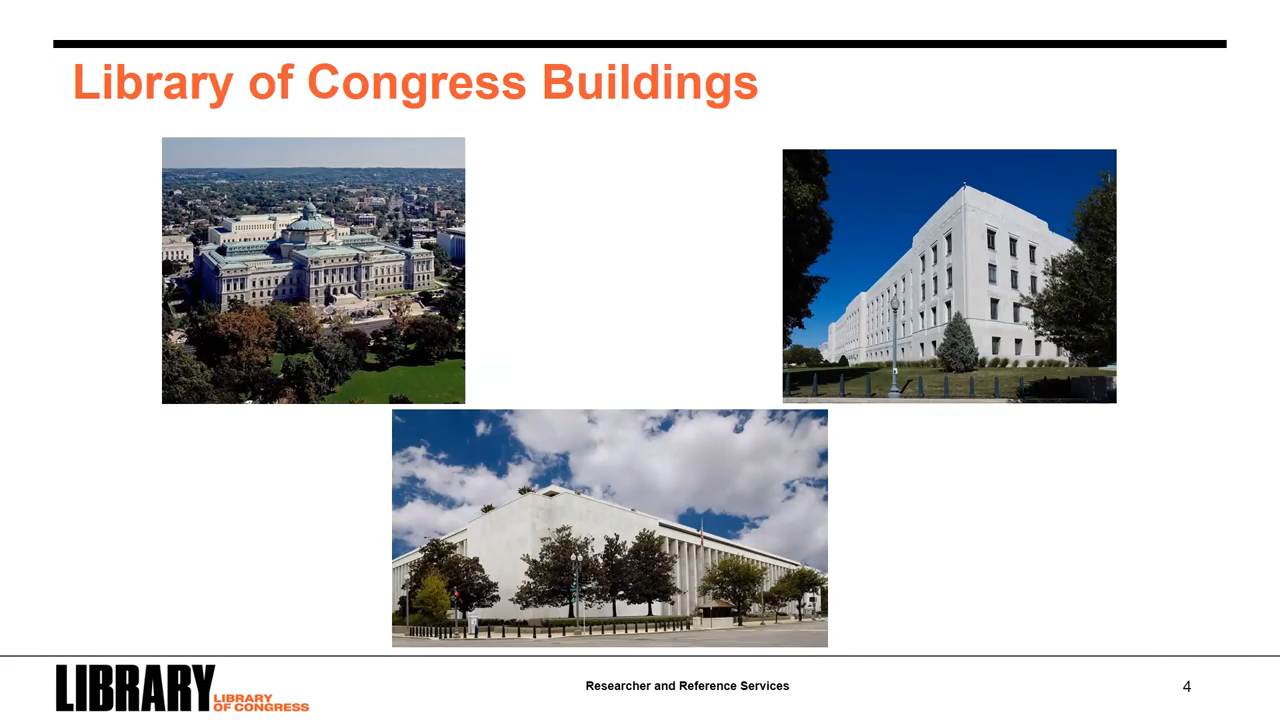 Library of Congress Buildings
LIBRARY
LIBRARY
OF CONGRESS
Researcher and Reference Services
4